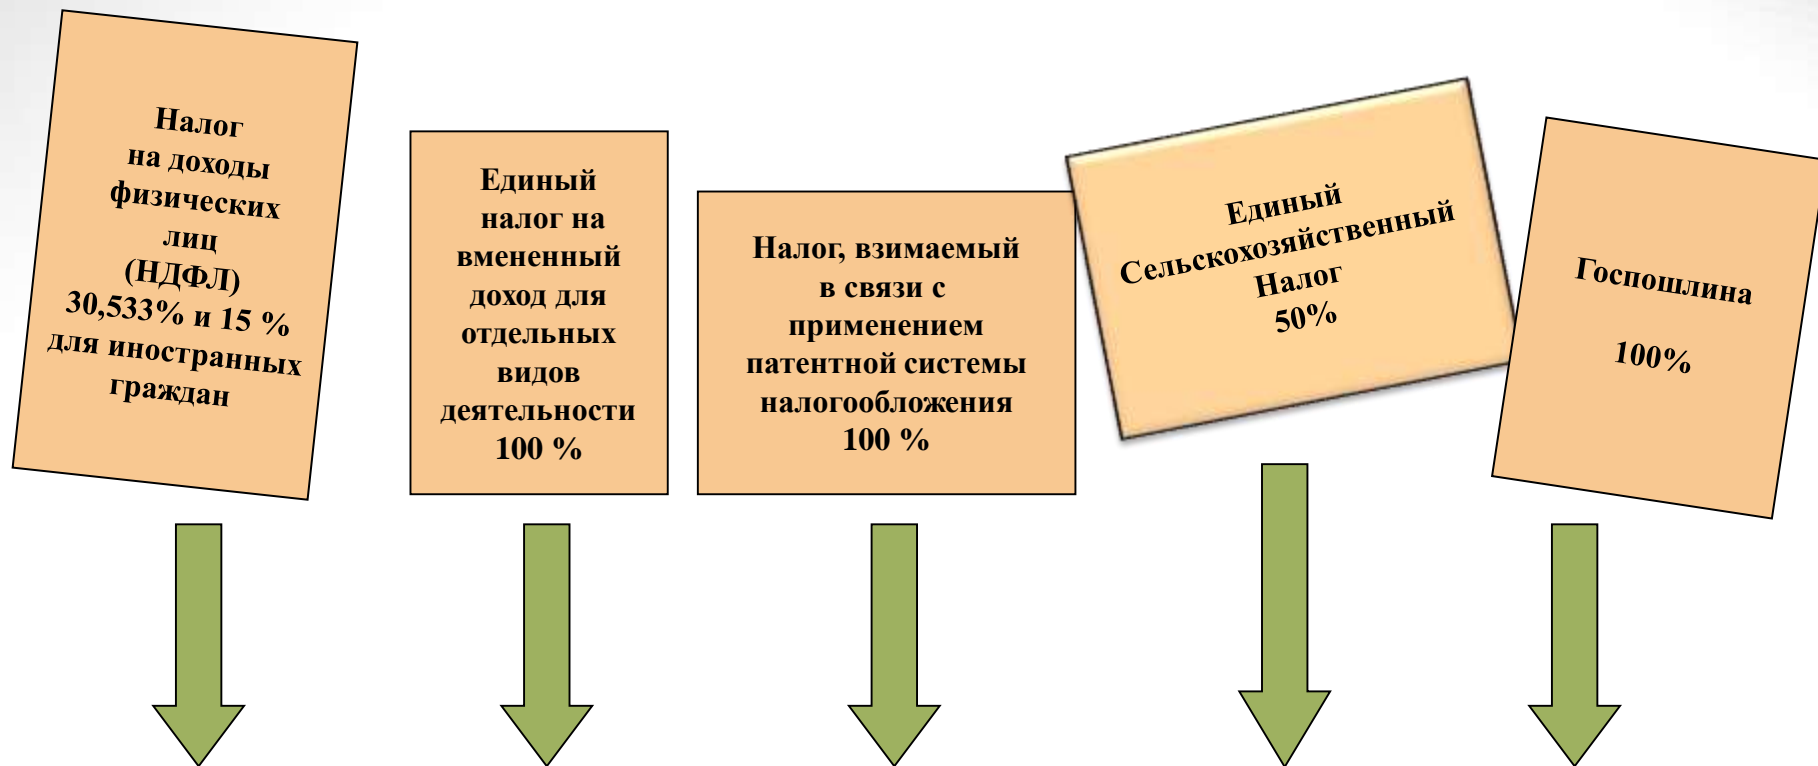 Налог
на доходы
физических
лиц
(НДФЛ)
30,533% и 15 %
для иностранных
граждан
Единый
налог на
вмененный
доход для
отдельных
видов
деятельности
100 %
Налог, взимаемый
в связи с
применением
патентной системы
налогообложения
100 %
Единый
Сельскохозяйственный
Налог
50%
Госпошлина
100%